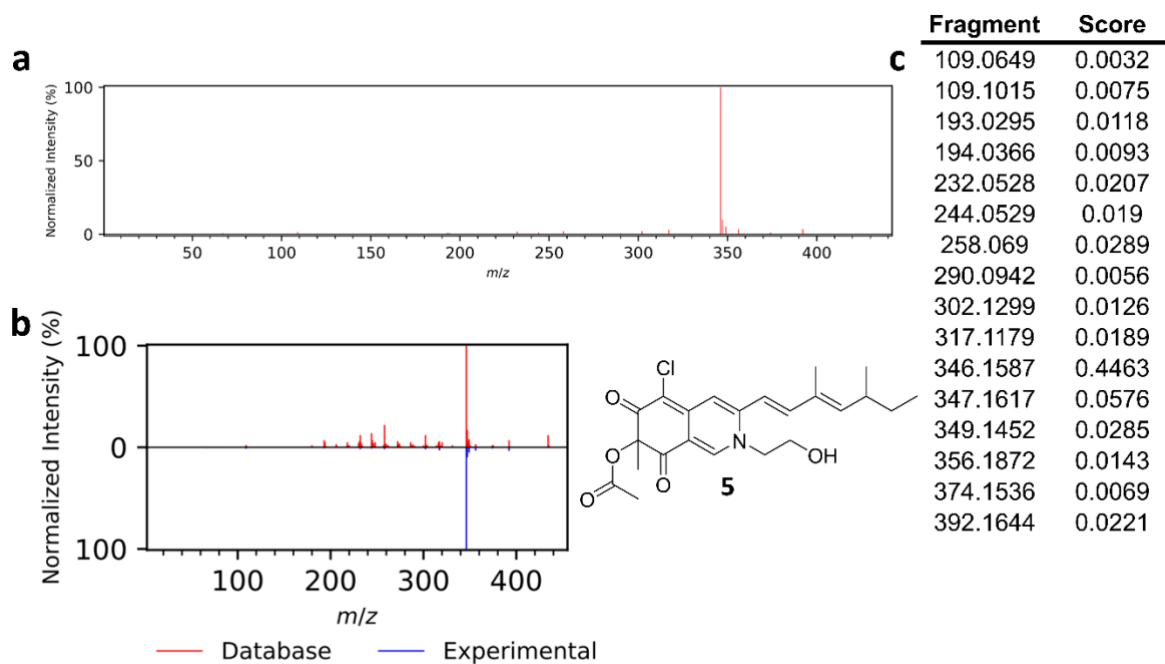 a
Normalized Intensity (%)
100
50
0
50 100 150 200 250 300 350 400
m/z
b
Normalized Intensity (%)
100
0
100
100 200 300 400
m/z
Database Experimental
Cl
O
O
O
O
N
OH
5
c
Fragment Score
109.0649 0.0032
109.1015 0.0075
193.0295 0.0118
194.0366 0.0093
232.0528 0.0207
244.0529 0.019
258.069 0.0289
290.0942 0.0056
302.1299 0.0126
317.1179 0.0189
346.1587 0.4463
347.1617 0.0576
349.1452 0.0285
356.1872 0.0143
374.1536 0.0069
392.1644 0.0221